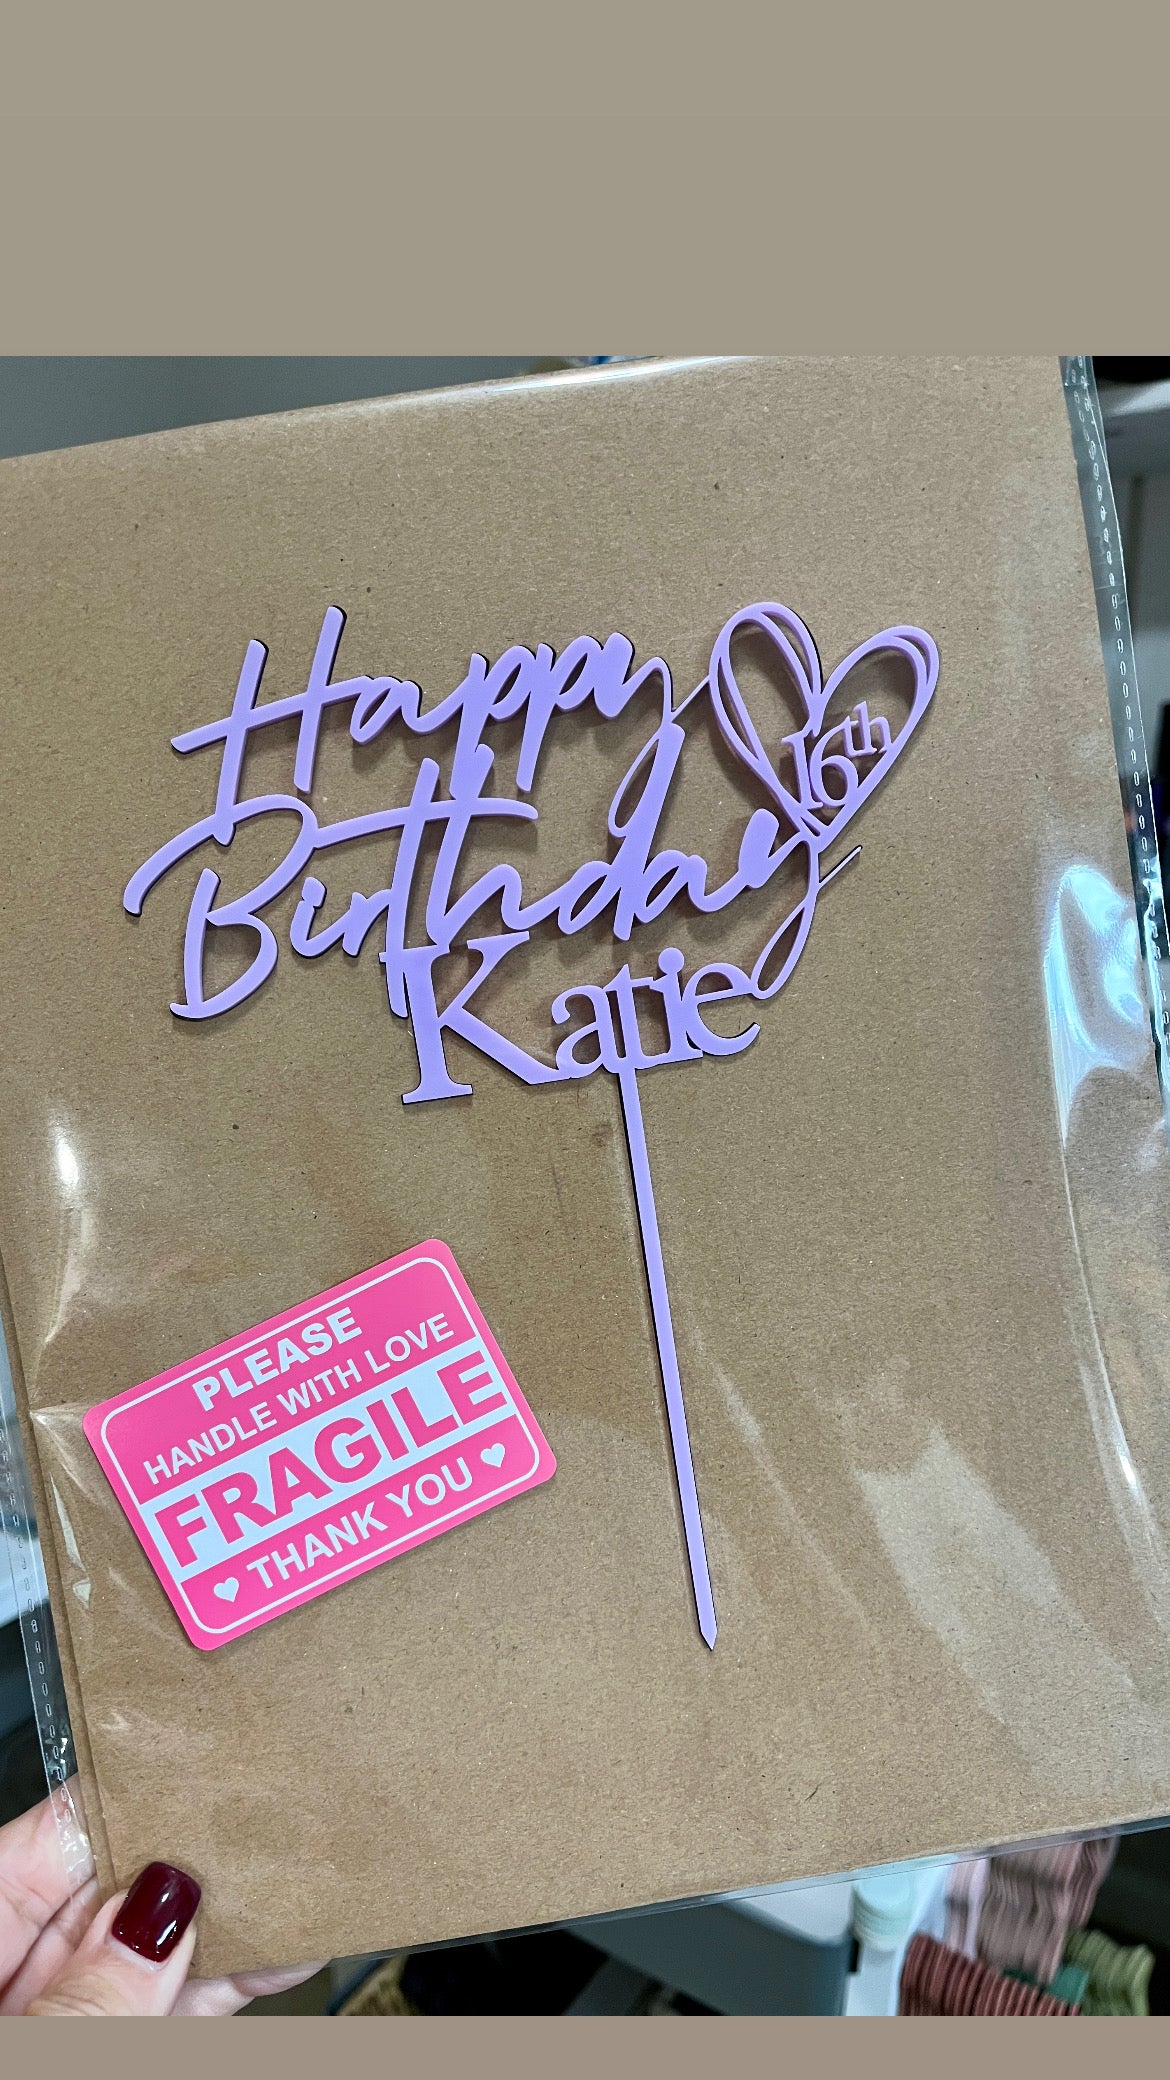 Happy
16th
Birthday
Katie
PLEASE
HANDLE WITH LOVE
FRAGILE
THANK YOU